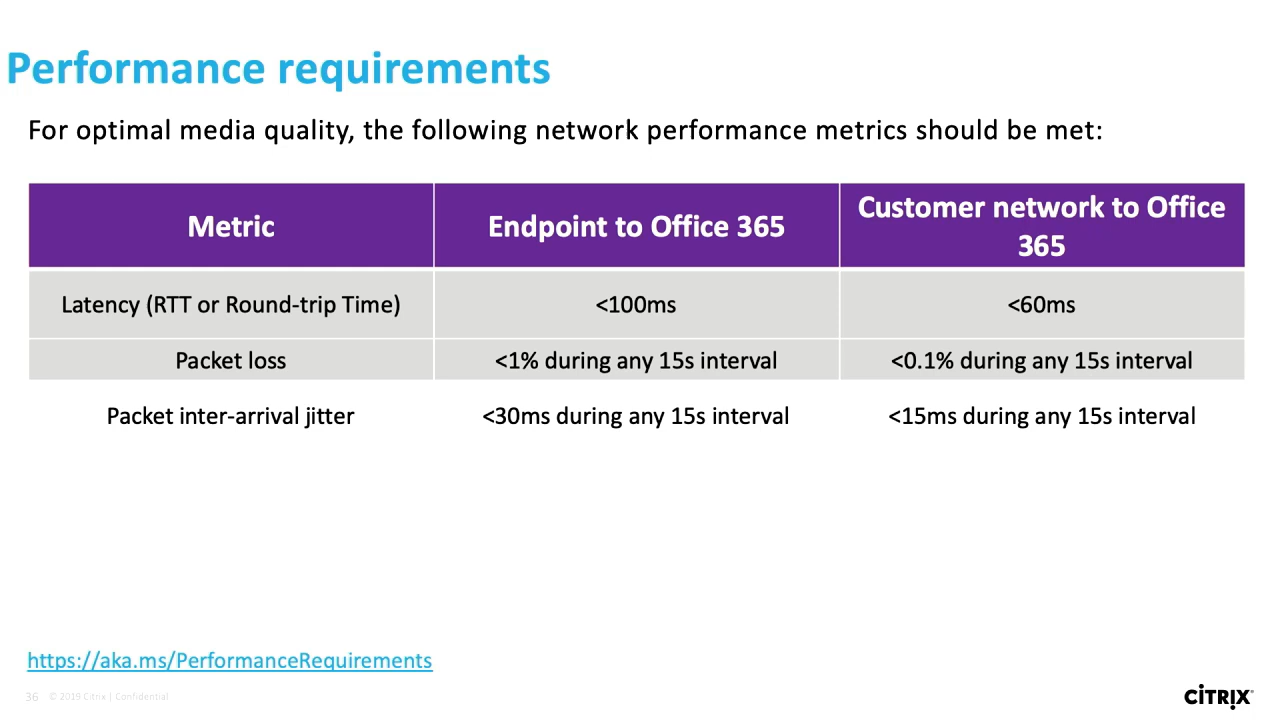 Performance requirements
For optimal media quality, the following network performance metrics should be met:
Metric
Endpoint to Office 365
Customer network to Office
365
Latency (RTT or Round-trip Time)
<100ms
<60ms
Packet loss
<1% during any 15s interval
<0.1% during any 15s interval
Packet inter-arrival jitter
<30ms during any 15s interval
<15ms during any 15s interval
https://aka.ms/PerformanceRequirements
36 © 2019 Citrix | Confidential
CİTRIX